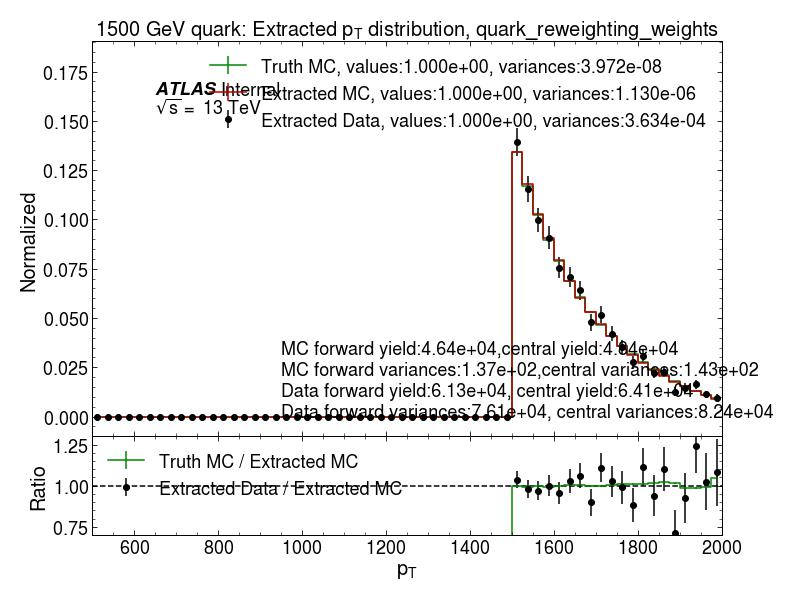 1500 GeV quark: Extracted pT distribution, quark_reweighting_weights
Truth MC, values:1.000e+00, variances:3.972e-08
ATLAS Internal
Extracted MC, values:1.000e+00, variances:1.130e-06
√s = 13 TeV
Extracted Data, values:1.000e+00, variances:3.634e-04
Normalized
0.175
0.150
0.125
0.100
0.075
0.050
0.025
0.000
MC forward yield:4.64e+04,central yield:4.84e+04
MC forward variances:1.37e+02,central variances:1.43e+02
Data forward yield:6.13e+04, central yield:6.41e+04
Data forward variances:7.61e+04, central variances:8.24e+04
Ratio
1.25
1.00
0.75
Truth MC / Extracted MC
Extracted Data / Extracted MC
600 800 1000 1200 1400 1600 1800 2000
pT